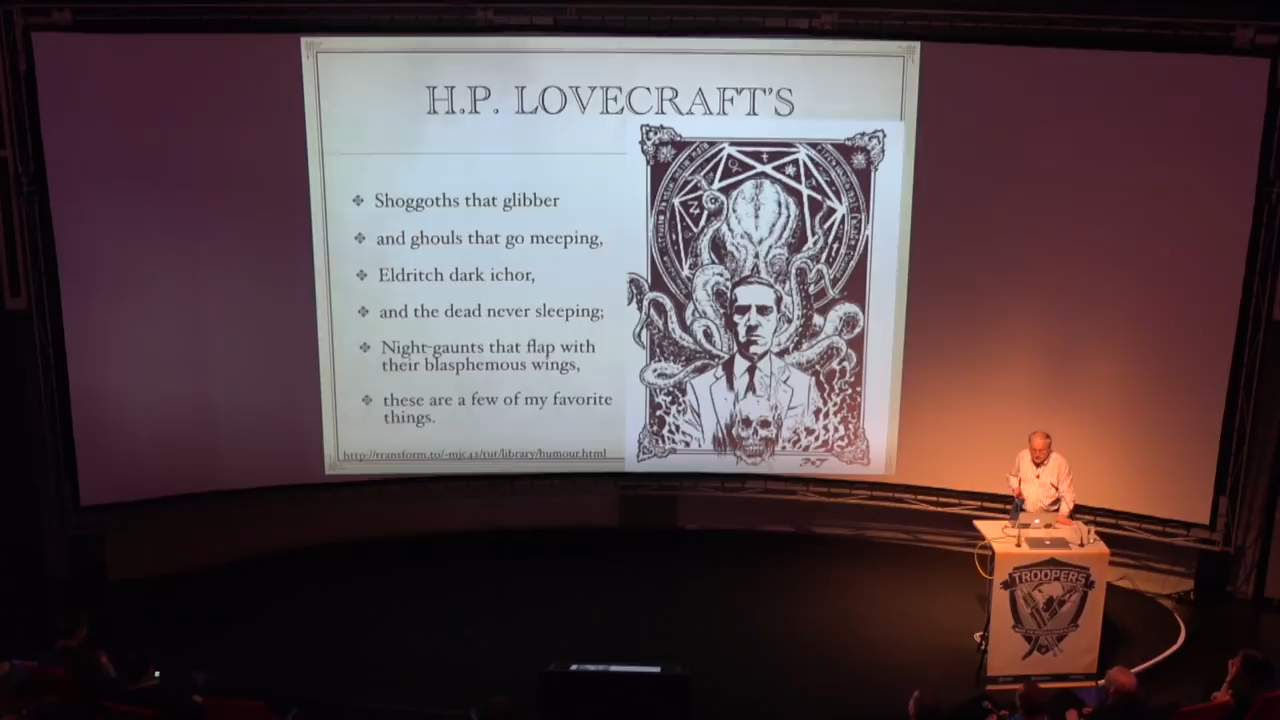 H.P. LOVECRAFT'S
Shoggoths that glibber
and ghouls that go meeping,
Eldritch dark ichor,
and the dead never sleeping;
Night-gaunts that flap with
their blasphemous wings,
these are a few of my favorite
things.
http://transform.to/~mjc42/tut/library/humour.html
TROOPERS